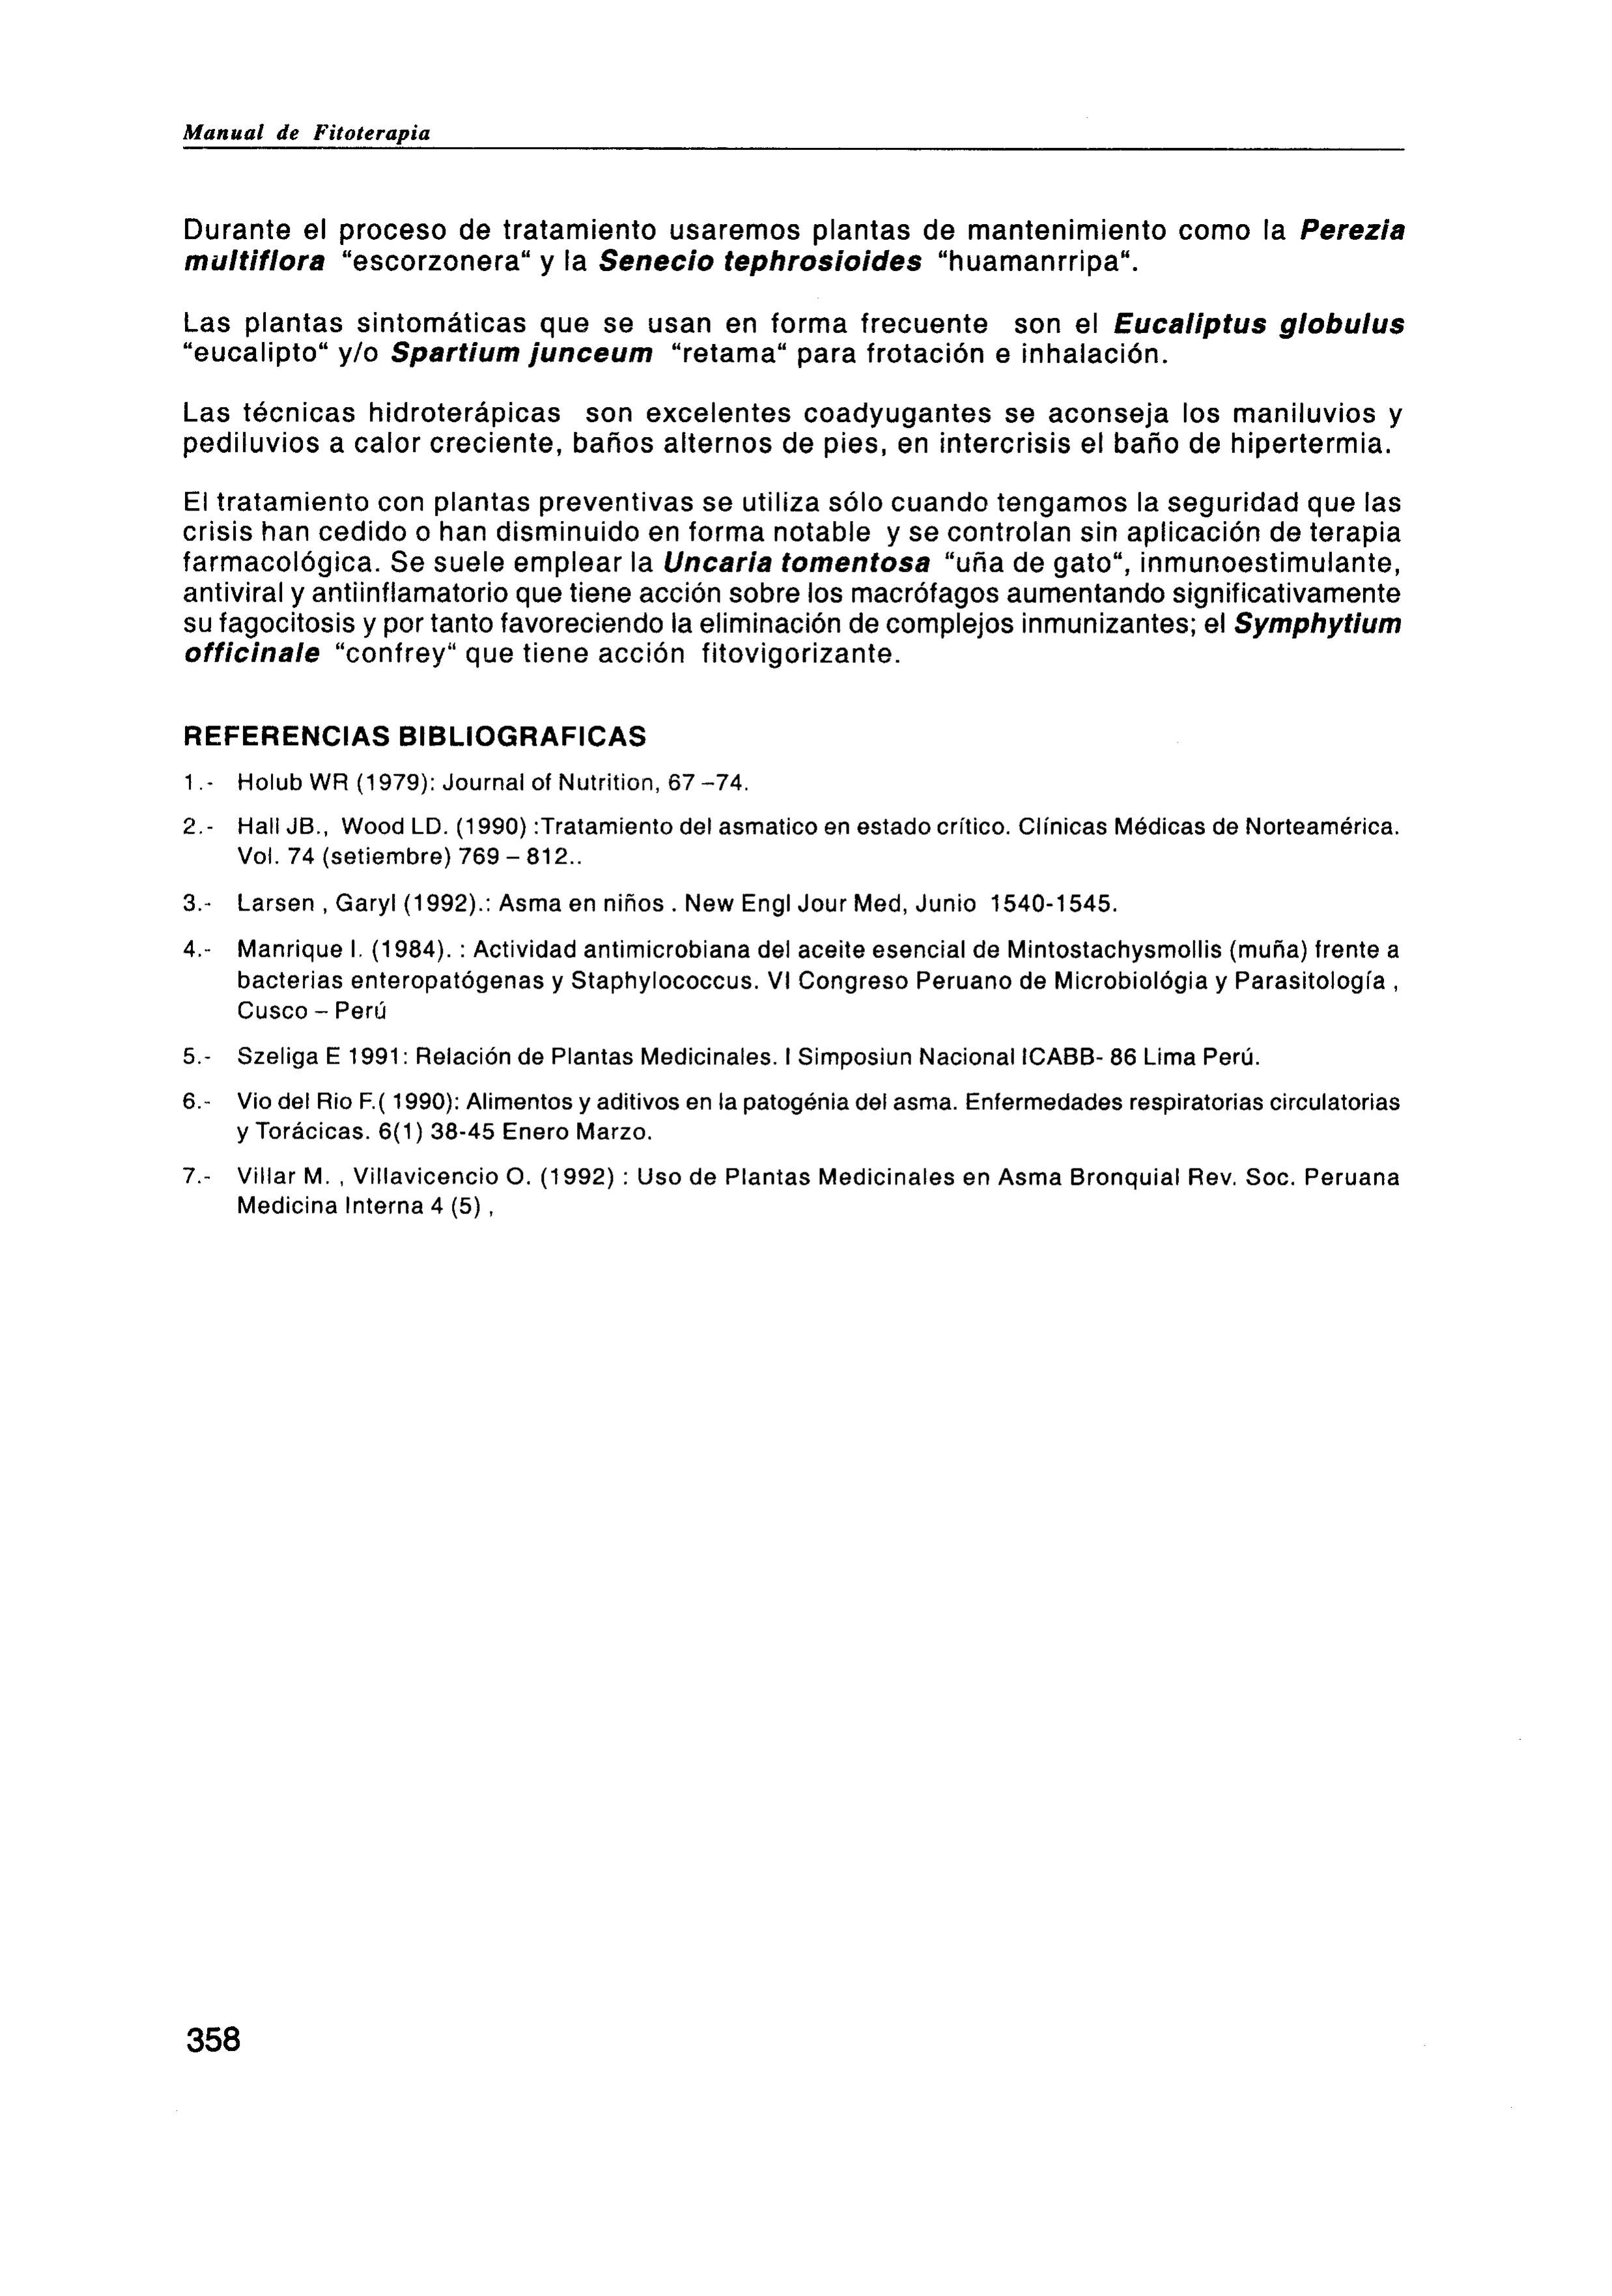 Manual de Fitoterapia
Durante el proceso de tratamiento usaremos plantas de mantenimiento como la Perezia
multiflora “escorzonera“ y la Senecio tephrosioides “huamanrripa“.
Las plantas sintomáticas que se usan en forma frecuente son el Eucaliptus globulus
“eucalipto“ y/o Spartium junceum “retama“ para frotación e inhalación.
Las técnicas hidroterápicas son excelentes coadyugantes se aconseja los maniluvios y
pediluvios a calor creciente, baños alternos de pies, en intercrisis el baño de hipertermia.
El tratamiento con plantas preventivas se utiliza sólo cuando tengamos la seguridad que las
crisis han cedido o han disminuido en forma notable y se controlan sin aplicación de terapia
farmacológica. Se suele emplear la Uncaria tomentosa “uña de gato“, inmunoestimulante,
antiviral y antiinflamatorio que tiene acción sobre los macrófagos aumentando significativamente
su fagocitosis y por tanto favoreciendo la eliminación de complejos inmunizantes; el Symphytium
officinale “confrey“ que tiene acción fitovigorizante.
REFERENCIAS BIBLIOGRAFICAS
1.- Holub WR (1979): Journal of Nutrition, 67 –74.
2.- Hall JB., Wood LD. (1990) :Tratamiento del asmatico en estado crítico. Clínicas Médicas de Norteamérica.
Vol. 74 (setiembre) 769 – 812..
3.- Larsen , Garyl (1992).: Asma en niños . New Engl Jour Med, Junio 1540-1545.
4.- Manrique I. (1984). : Actividad antimicrobiana del aceite esencial de Mintostachysmollis (muña) frente a
bacterias enteropatógenas y Staphylococcus. VI Congreso Peruano de Microbiológia y Parasitología ,
Cusco – Perú
5.- Szeliga E 1991: Relación de Plantas Medicinales. I Simposiun Nacional ICABB- 86 Lima Perú.
6.- Vio del Rio F.( 1990): Alimentos y aditivos en la patogénia del asma. Enfermedades respiratorias circulatorias
y Torácicas. 6(1) 38-45 Enero Marzo.
7.- Villar M. , Villavicencio O. (1992) : Uso de Plantas Medicinales en Asma Bronquial Rev. Soc. Peruana
Medicina Interna 4 (5) ,
358